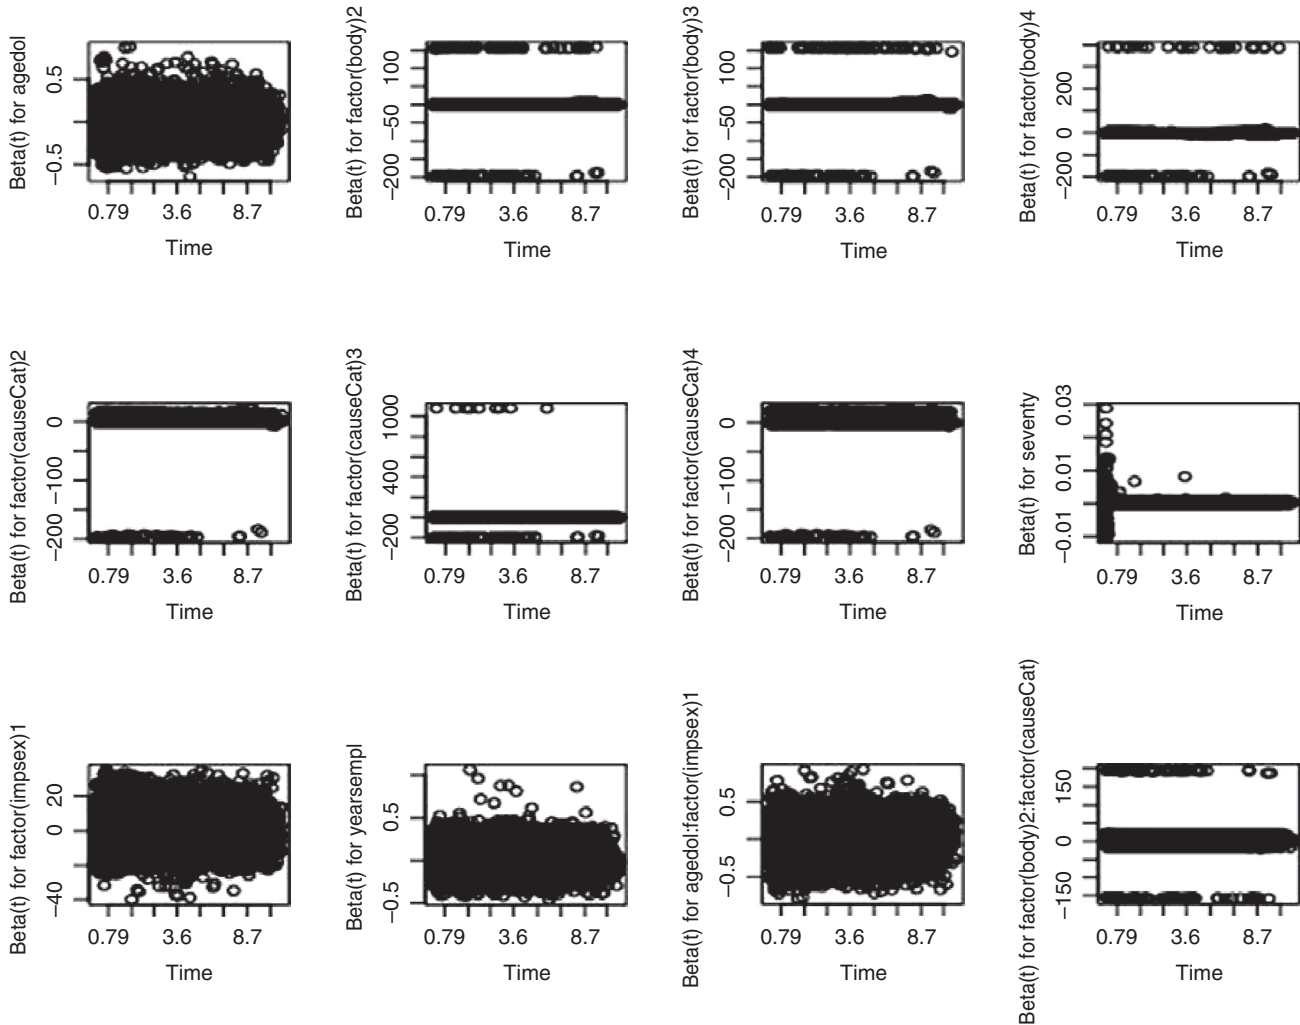 Beta(t) for agedol
0.5
−0.5
0.79 3.6 8.7
Time
Beta(t) for factor(body)2
100
−50
−200
0.79 3.6 8.7
Time
Beta(t) for factor(body)3
100
−50
−200
0.79 3.6 8.7
Time
Beta(t) for factor(body)4
200
0
−200
0.79 3.6 8.7
Time
Beta(t) for factor(causeCat)2
0
−100
−200
0.79 3.6 8.7
Time
Beta(t) for factor(causeCat)3
1000
400
−200
0.79 3.6 8.7
Time
Beta(t) for factor(causeCat)4
0
−100
−200
0.79 3.6 8.7
Time
Beta(t) for seventy
0.03
0.01
−0.01
0.79 3.6 8.7
Time
Beta(t) for factor(impsex)1
20
0
−40
0.79 3.6 8.7
Time
Beta(t) for yearsempl
0.5
−0.5
0.79 3.6 8.7
Time
Beta(t) for agedol:factor(impsex)1
0.5
−0.5
0.79 3.6 8.7
Time
Beta(t) for factor(body)2:factor(causeCat)
150
0
−150
0.79 3.6 8.7
Time